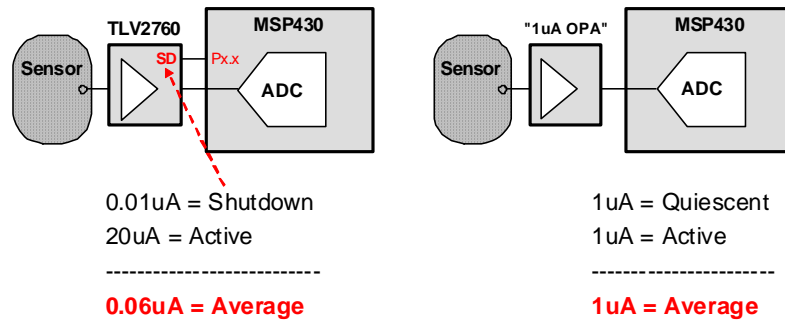 TLV2760
MSP430
Sensor
SD
Px.x
ADC
0.01uA = Shutdown
20uA = Active
----------------------------
0.06uA = Average
"1uA OPA"
MSP430
Sensor
ADC
1uA = Quiescent
1uA = Active
------------------------
1uA = Average